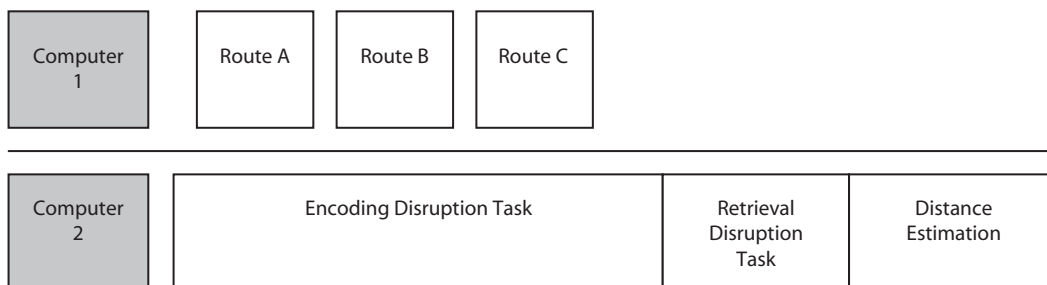 Computer
1
Route A
Route B
Route C
Computer
2
Encoding Disruption Task
Retrieval
Disruption
Task
Distance
Estimation